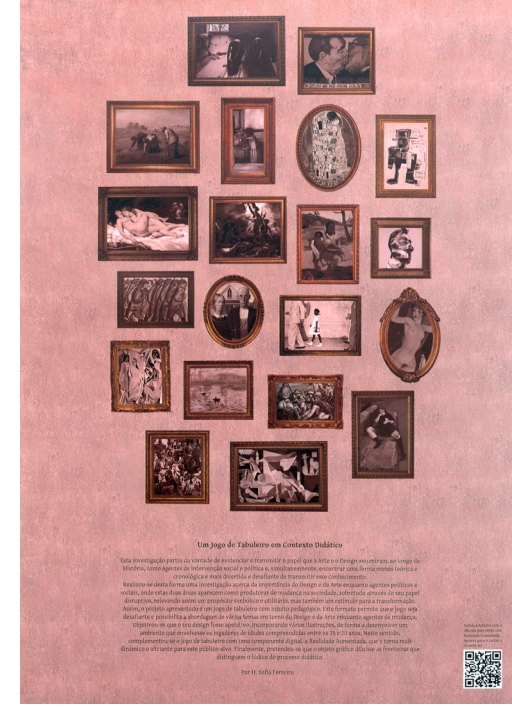 Um Jogo de Tabuleiro em Contexto Didático
Esta investigação partiu da vontade de evidenciar e transmitir o papel que a Arte e o Design encontram, ao longo da
história, como agentes de intervenção social e política e, simultaneamente, encontrar uma forma menos teórica e
cronológica e mais divertida e desafiante de transmitir esse conhecimento.
Realizou-se desta forma uma investigação acerca da importância do Design e da Arte enquanto agentes políticos e
sociais, onde estas duas áreas aparecem como produtoras de mudança na sociedade, sobretudo através do seu papel
disruptivo, relevando assim um propósito simbólico e utilitário, mas também um estímulo para a transformação.
Assim, o projeto apresentado é um jogo de tabuleiro com intuito pedagógico. Este formato permite que o jogo seja
desafiante e possibilita a abordagem de vários temas em torno do Design e da Arte enquanto agentes de mudança.
Objetivou-se que o seu design fosse apelativo, incorporando várias ilustrações, de forma a desenvolver um
ambiente que envolvesse os jogadores de idades compreendidas entre os 15 e 20 anos. Neste sentido,
complementou-se o jogo de tabuleiro com uma componente digital, a Realidade Aumentada, que o torna mais
dinâmico e aliciante para este público-alvo. Finalmente, pretendeu-se que o objeto gráfico diluísse as fronteiras que
distinguem o lúdico do processo didático.
Por H. Sofia Ferreira